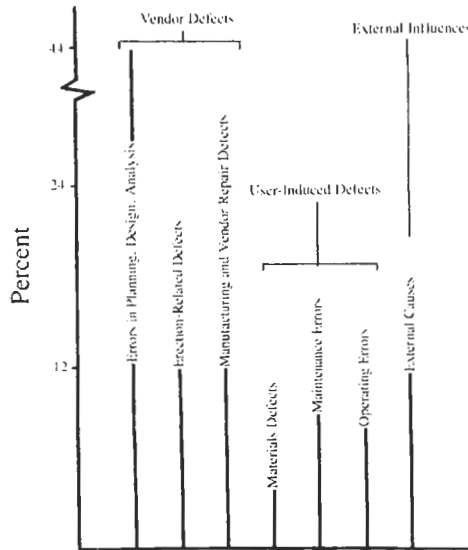 Vendor Defects
External Influences
44
24
User-Induced Defects
Percent
12
Errors in Planning, Design, Analysis
Erection-Related Defects
Manufacturing and Vendor Repair Defects
Materials Defects
Maintenance Errors
Operating Errors
External Causes